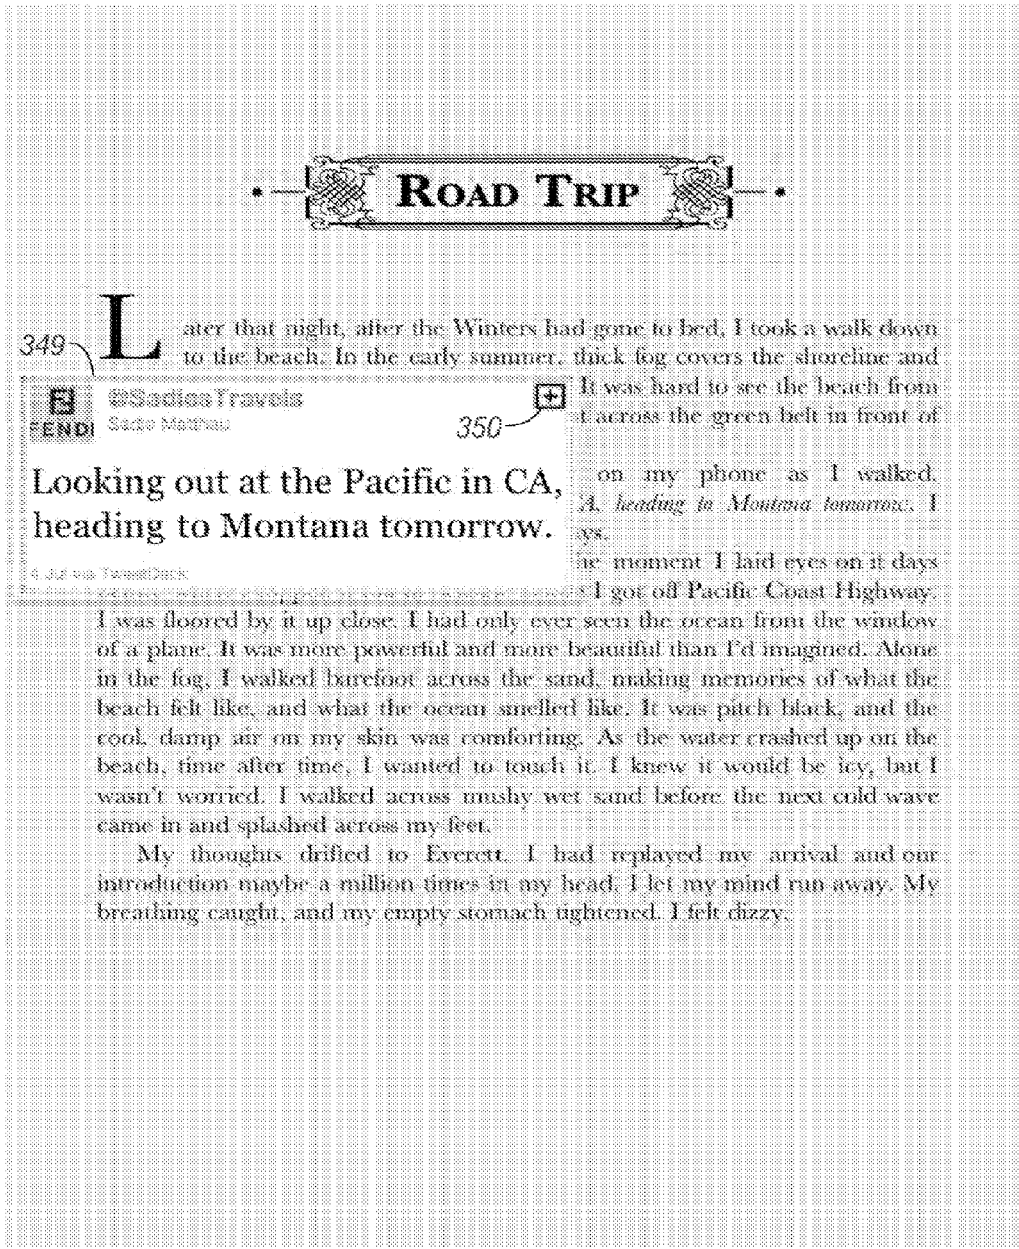 ROAD TRIP
Later that night, after the Winters had gone to bed, I took a walk down
to the beach. In the early summer, thick fog covers the shoreline and
349
It was hard to see the beach from
@SadiesTravels
FENDI
350
across the green belt in front of
Looking out at the Pacific in CA,
heading to Montana tomorrow.
on my phone as I walked.
heading to Montana tomorrow. I
4 Jul via TweetDeck
moment I laid eyes on it days
I got off Pacific Coast Highway.
I was floored by it up close. I had only ever seen the ocean from the window
of a plane. It was more powerful and more beautiful than I'd imagined. Alone
in the fog, I walked barefoot across the sand, making memories of what the
beach felt like, and what the ocean smelled like. It was pitch black, and the
cool, damp air on my skin was comforting. As the water crashed up on the
beach, time after time, I wanted to touch it. I knew it would be icy, but I
wasn't worried. I walked across mushy wet sand before the next cold wave
came in and splashed across my feet.
My thoughts drifted to Everett. I had replayed my arrival and our
introduction maybe a million times in my head. I let my mind run away. My
breathing caught, and my empty stomach tightened. I felt dizzy.